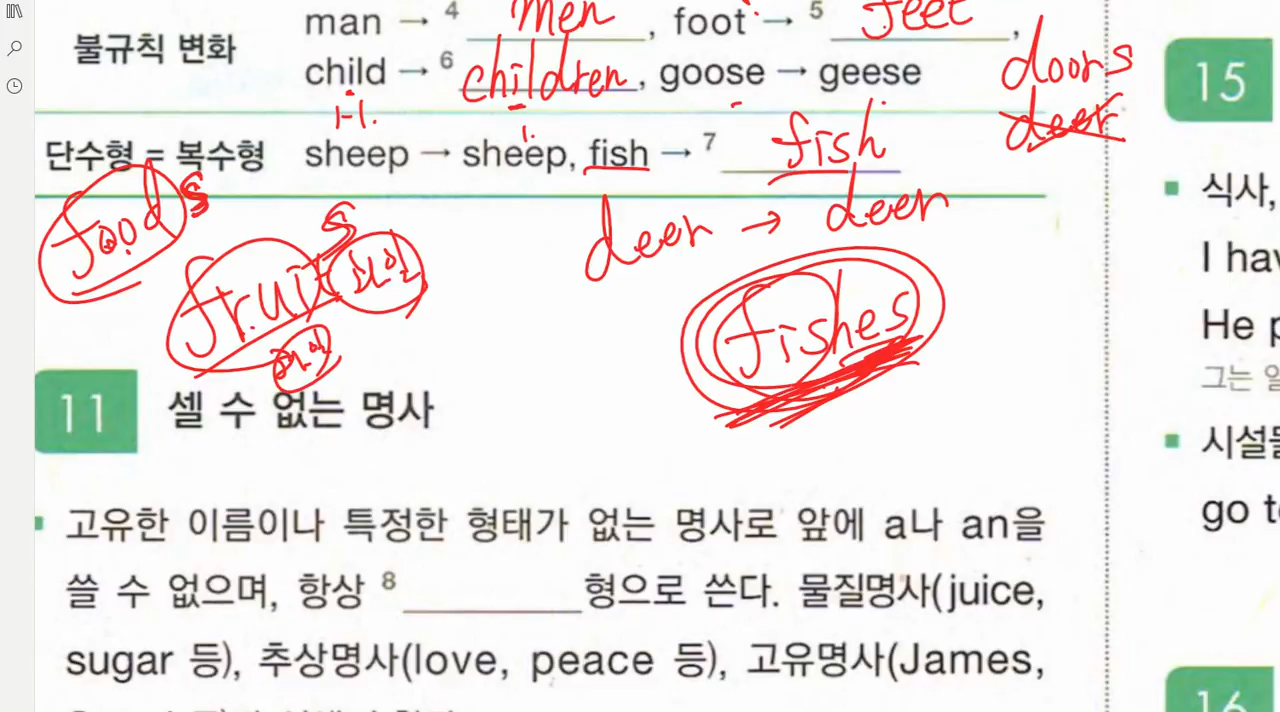 man → 4 men, foot → 5 feet,
불규칙 변화
child → 6 children, goose → geese
doors
deer
단수형 = 복수형 sheep → sheep, fish → 7 fish
foods
deer → deer
fruits
과일
과일
fishes
11 셀 수 없는 명사
고유한 이름이나 특정한 형태가 없는 명사로 앞에 a나 an을
쓸 수 없으며, 항상 8 형으로 쓴다. 물질명사(juice,
sugar 등), 추상명사(love, peace 등), 고유명사(James,
15
식사,
I hav
He p
그는 일
시설물
go to
16